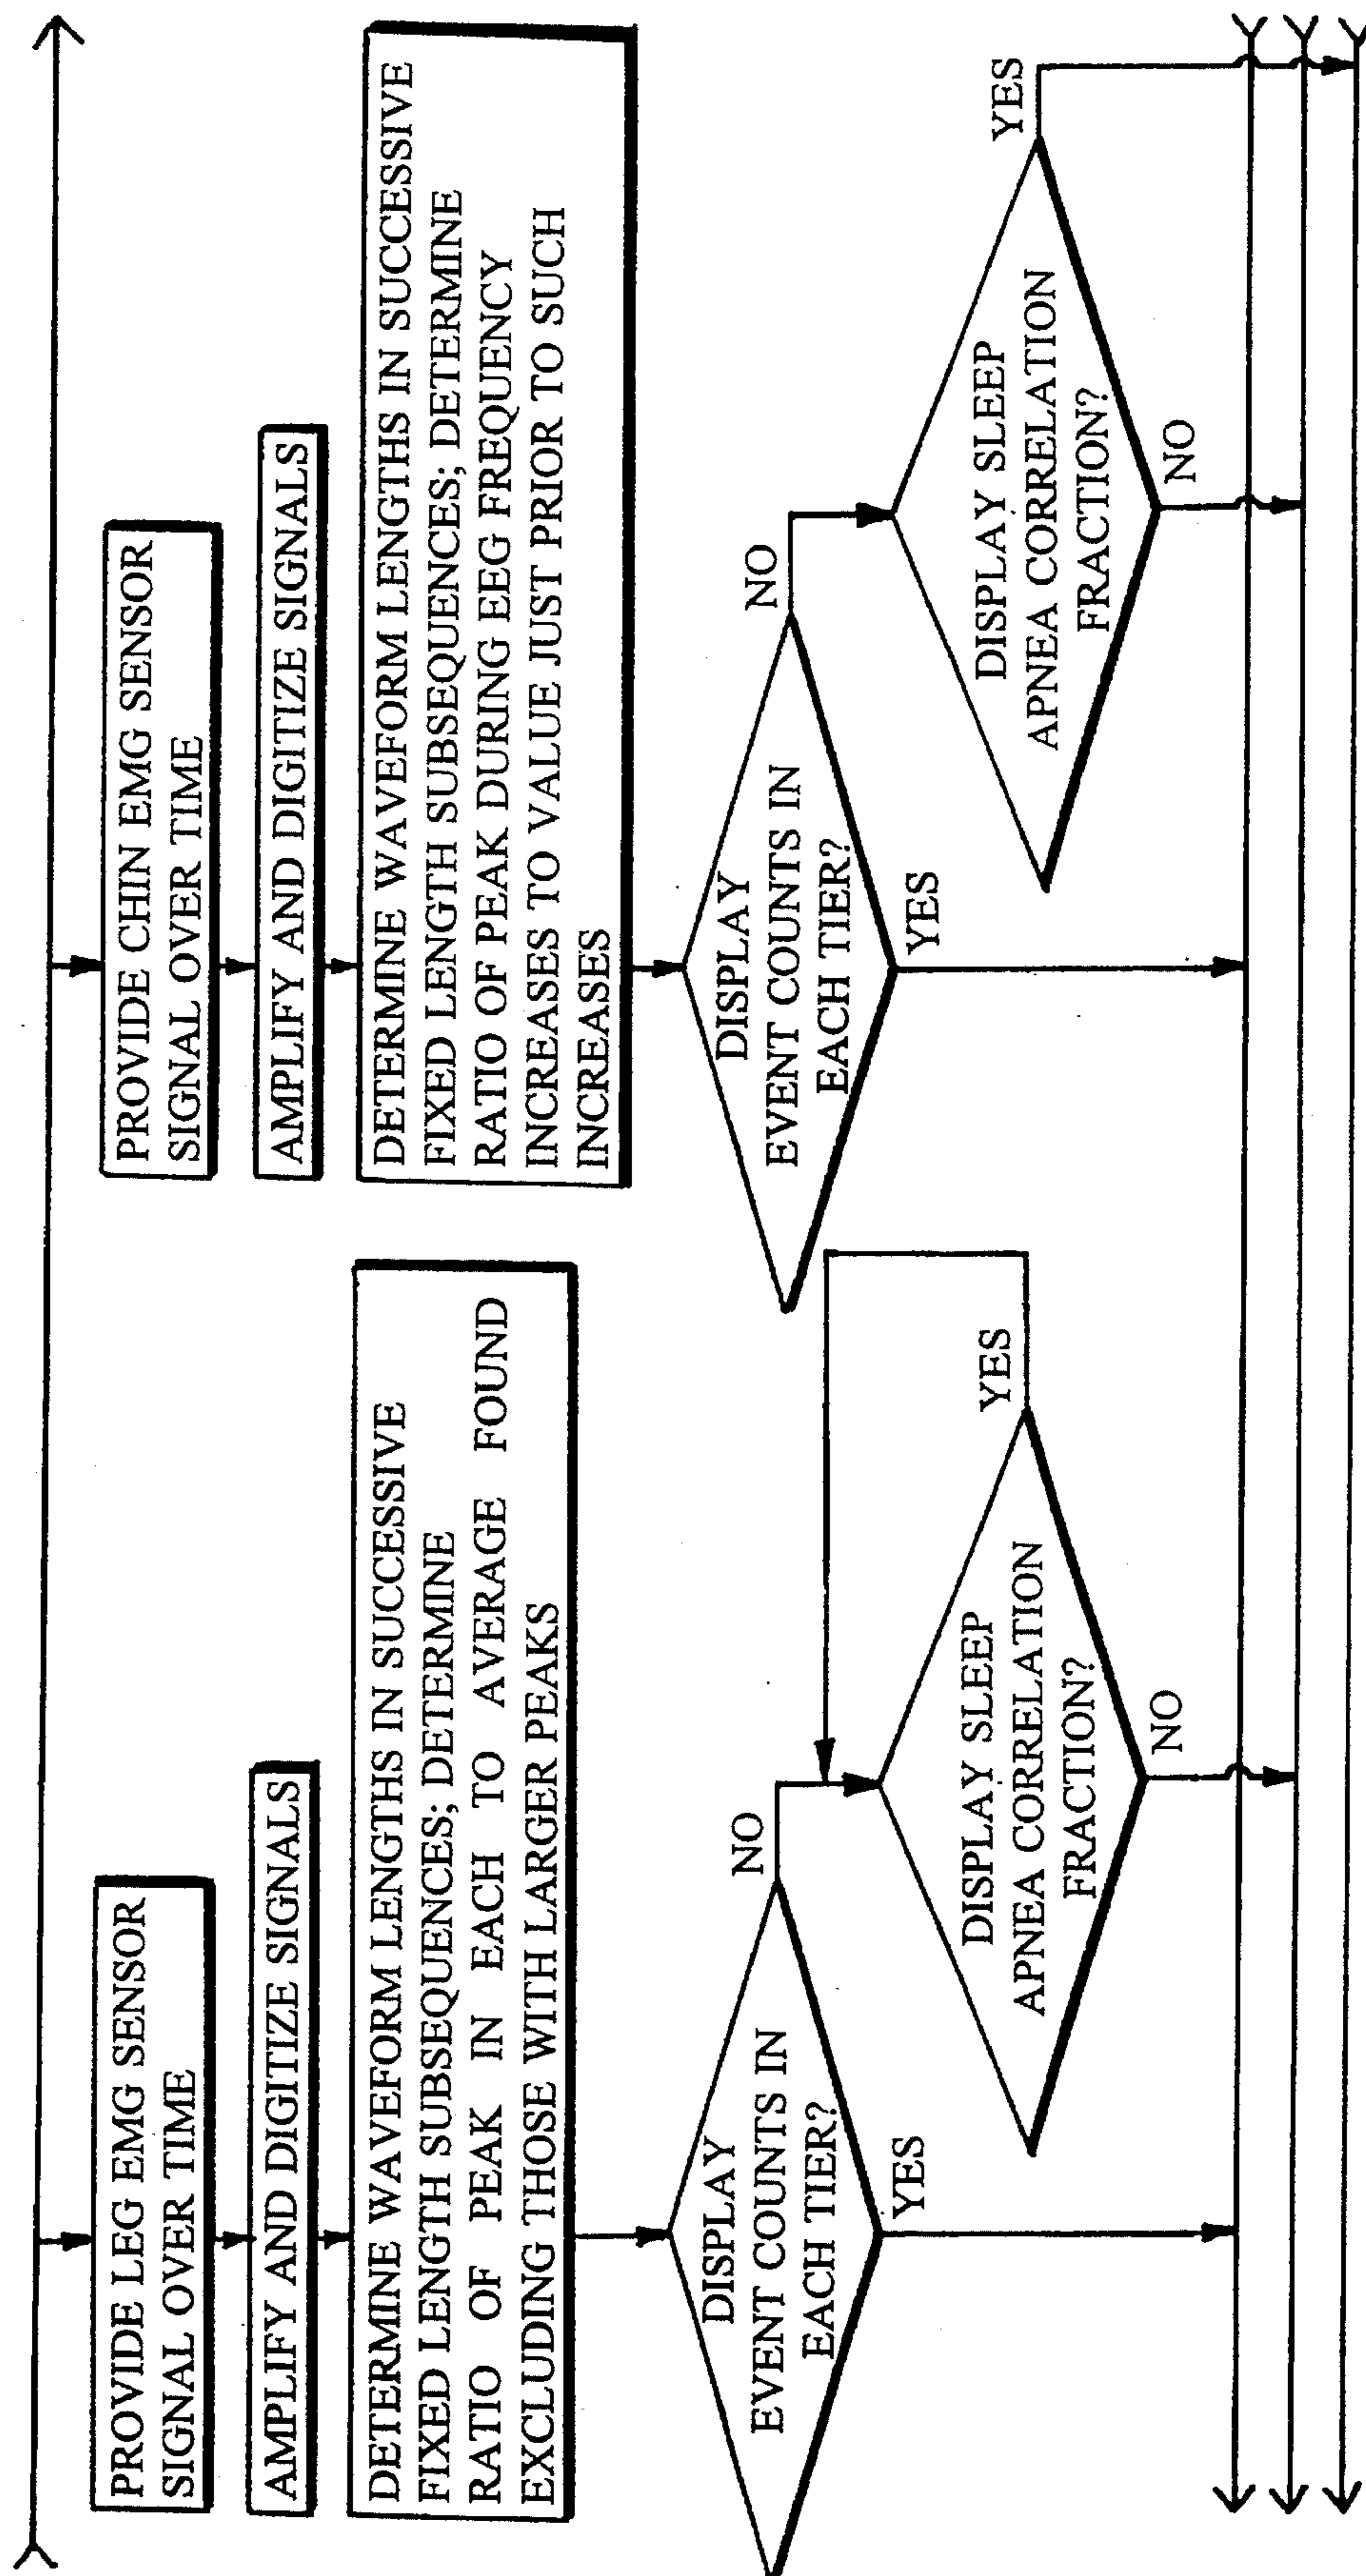 PROVIDE LEG EMG SENSOR
SIGNAL OVER TIME
AMPLIFY AND DIGITIZE SIGNALS
DETERMINE WAVEFORM LENGTHS IN SUCCESSIVE
FIXED LENGTH SUBSEQUENCES; DETERMINE
RATIO OF PEAK IN EACH TO AVERAGE FOUND
EXCLUDING THOSE WITH LARGER PEAKS
DISPLAY
EVENT COUNTS IN
EACH TIER?
NO
YES
DISPLAY SLEEP
APNEA CORRELATION
FRACTION?
YES
NO
PROVIDE CHIN EMG SENSOR
SIGNAL OVER TIME
AMPLIFY AND DIGITIZE SIGNALS
DETERMINE WAVEFORM LENGTHS IN SUCCESSIVE
FIXED LENGTH SUBSEQUENCES; DETERMINE
RATIO OF PEAK DURING EEG FREQUENCY
INCREASES TO VALUE JUST PRIOR TO SUCH
INCREASES
DISPLAY
EVENT COUNTS IN
EACH TIER?
NO
YES
DISPLAY SLEEP
APNEA CORRELATION
FRACTION?
YES
NO